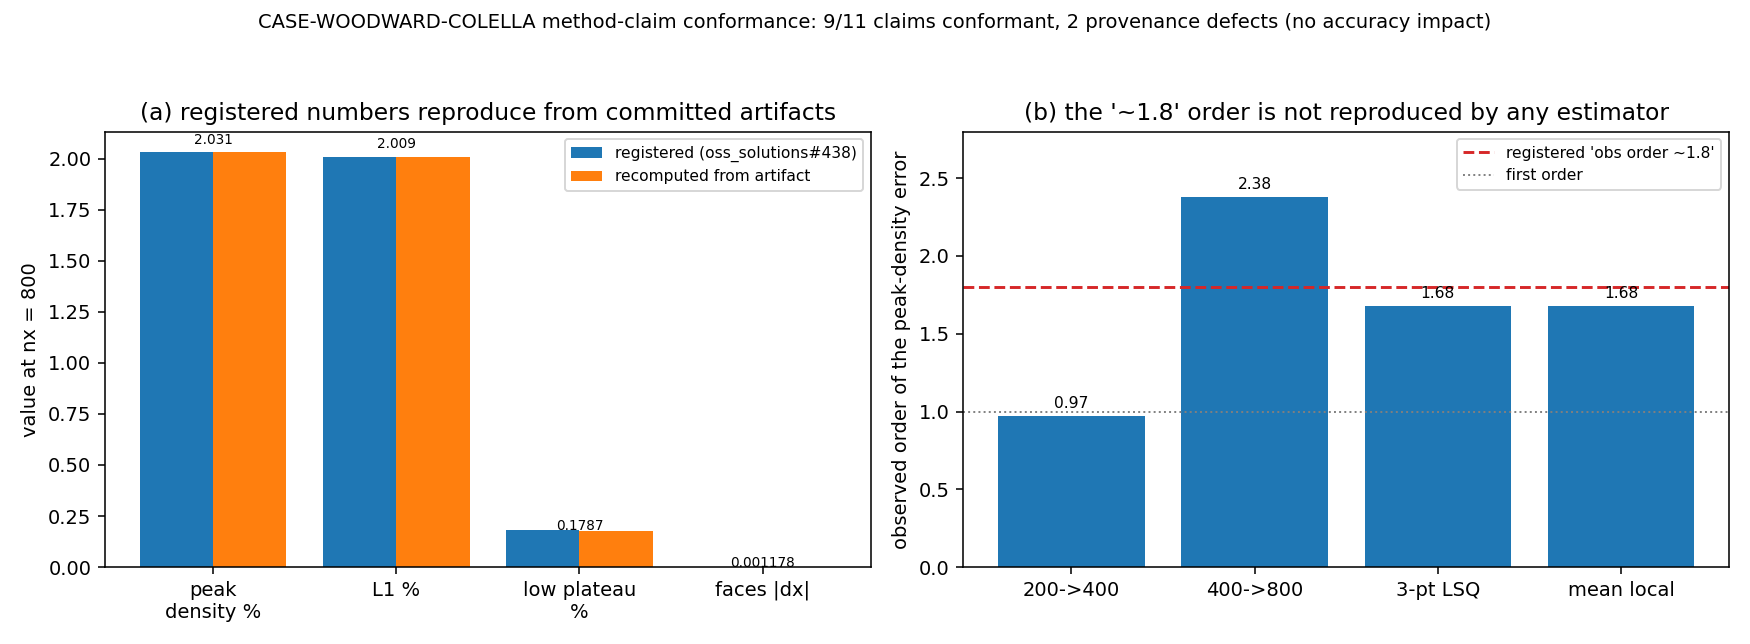 CASE-WOODWARD-COLELLA method-claim conformance: 9/11 claims conformant, 2 provenance defects (no accuracy impact)
(a) registered numbers reproduce from committed artifacts
value at nx = 800
2.00
1.75
1.50
1.25
1.00
0.75
0.50
0.25
0.00
2.031
2.009
0.1787
0.001178
registered (oss_solutions#438)
recomputed from artifact
peak
density %
L1 %
low plateau
%
faces |dx|
(b) the '~1.8' order is not reproduced by any estimator
observed order of the peak-density error
2.5
2.0
1.5
1.0
0.5
0.0
0.97
2.38
1.68
1.68
registered 'obs order ~1.8'
first order
200->400
400->800
3-pt LSQ
mean local